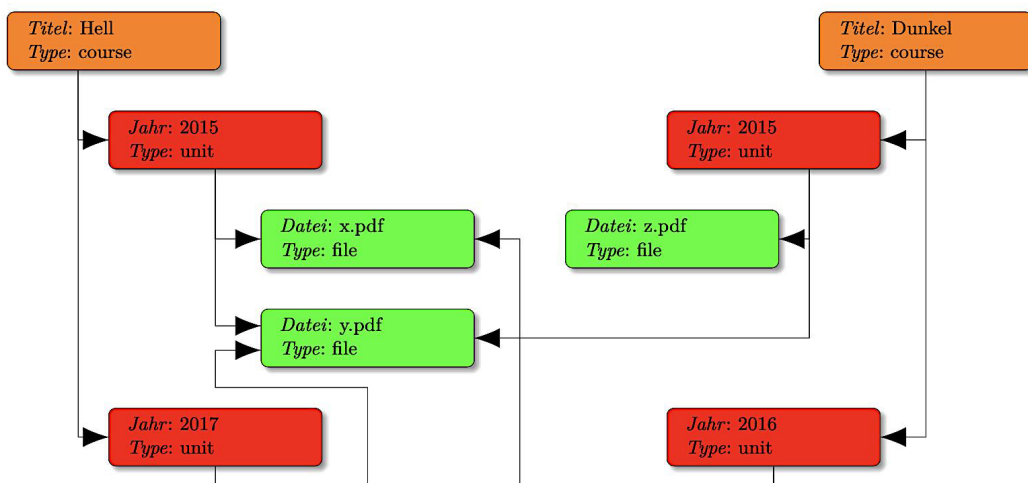 Titel: Hell
Type: course
Titel: Dunkel
Type: course
Jahr: 2015
Type: unit
Jahr: 2015
Type: unit
Datei: x.pdf
Type: file
Datei: z.pdf
Type: file
Datei: y.pdf
Type: file
Jahr: 2017
Type: unit
Jahr: 2016
Type: unit